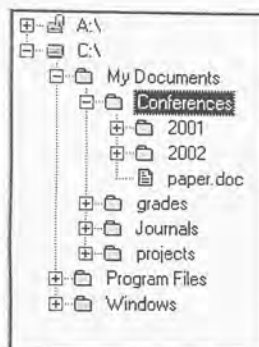 A:\
C:\
My Documents
Conferences
2001
2002
paper.doc
grades
Journals
projects
Program Files
Windows